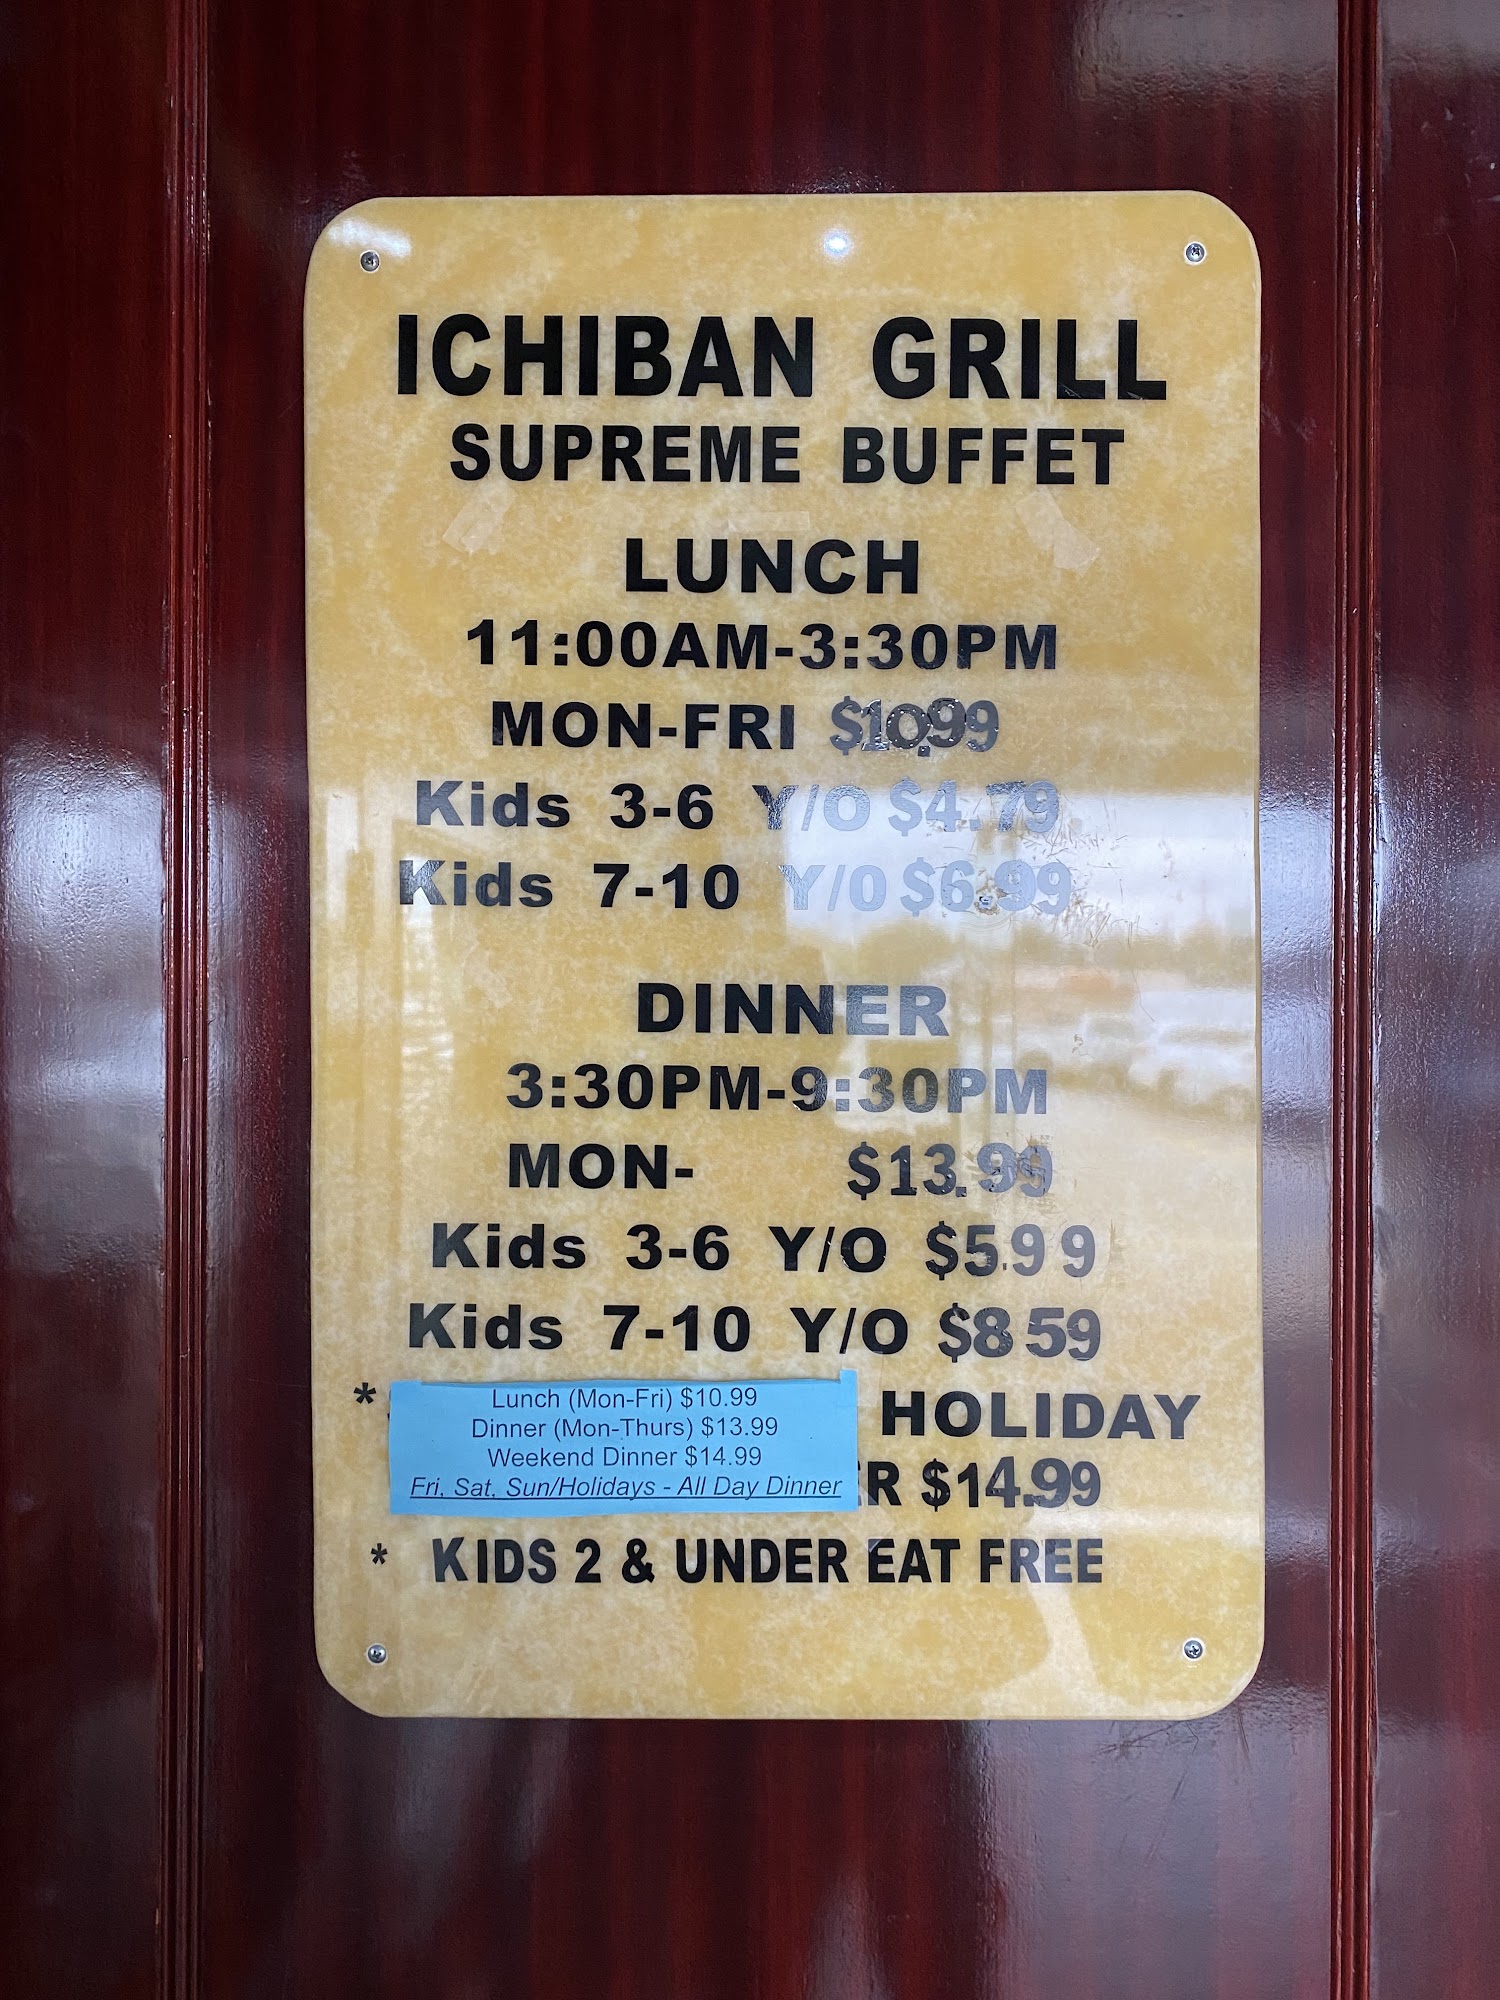 ICHIBAN GRILL
SUPREME BUFFET
LUNCH
11:00AM-3:30PM
MON-FRI $10.99
Kids 3-6 Y/O $4.79
Kids 7-10 Y/0 $6.99
DINNER
3:30PM-9:30PM
MON- $13.99
Kids 3-6 Y/O $5.99
Kids 7-10 Y/O $8 59
* HOLIDAY
Lunch (Mon-Fri) $10.99
Dinner (Mon-Thurs) $13.99
Weekend Dinner $14.99
Fri, Sat, Sun/Holidays - All Day Dinner
R $14.99
* KIDS 2 & UNDER EAT FREE